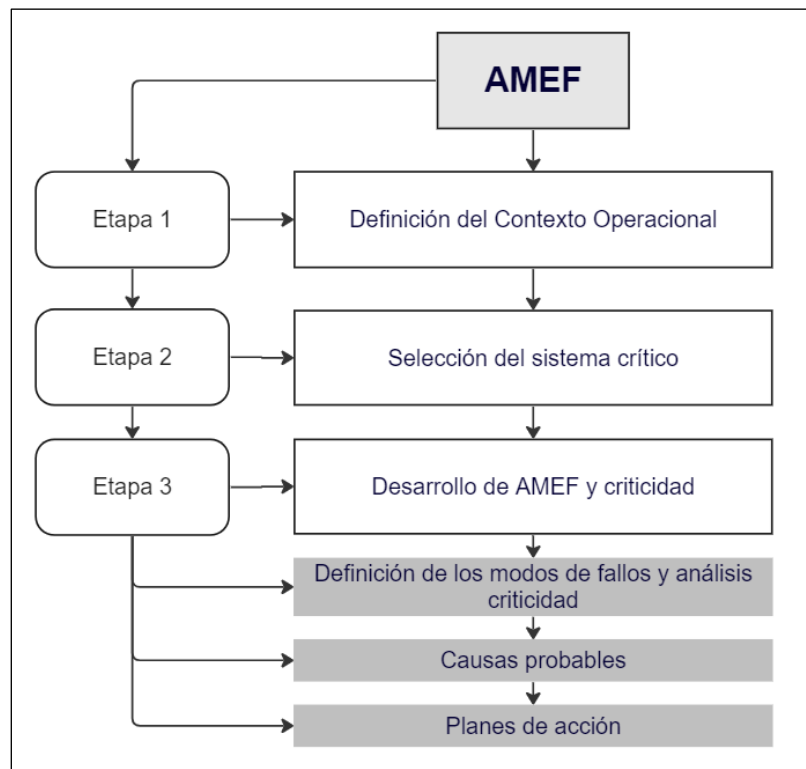 AMEF
Etapa 1
Definición del Contexto Operacional
Etapa 2
Selección del sistema crítico
Etapa 3
Desarrollo de AMEF y criticidad
Definición de los modos de fallos y análisis
criticidad
Causas probables
Planes de acción